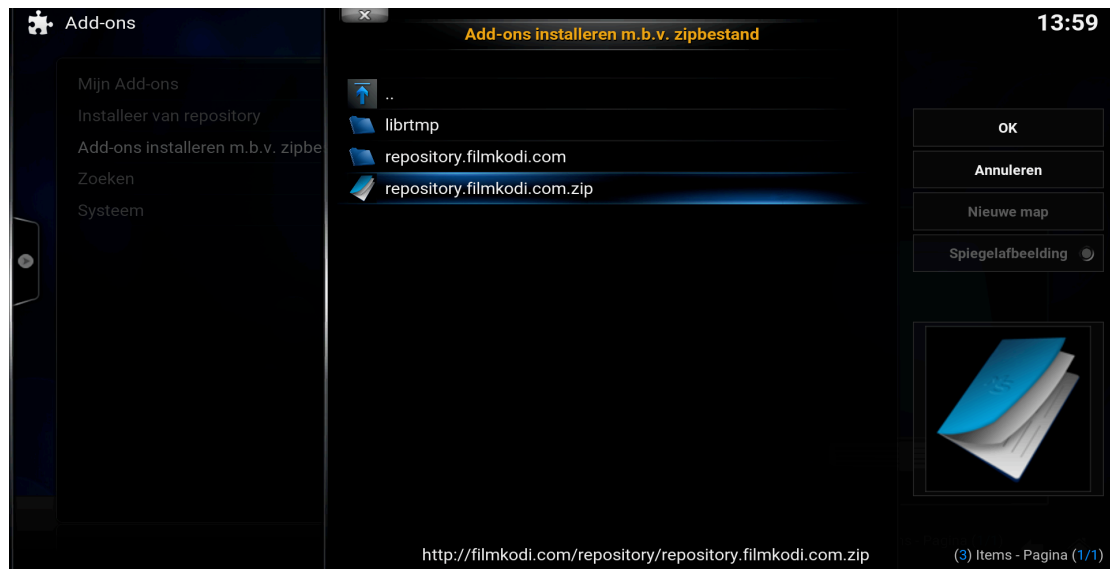 Add-ons
13:59
Add-ons installeren m.b.v. zipbestand
Mijn Add-ons
Installeer van repository
Add-ons installeren m.b.v. zipbe
Zoeken
Systeem
..
librtmp
repository.filmkodi.com
repository.filmkodi.com.zip
OK
Annuleren
Nieuwe map
Spiegelafbeelding
http://filmkodi.com/repository/repository.filmkodi.com.zip
(3) Items - Pagina (1/1)